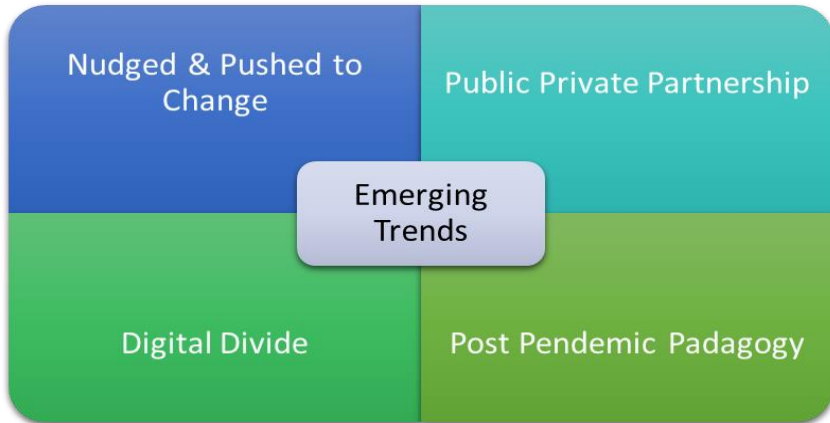 Nudged & Pushed to
Change
Public Private Partnership
Emerging
Trends
Digital Divide
Post Pendemic Padagogy